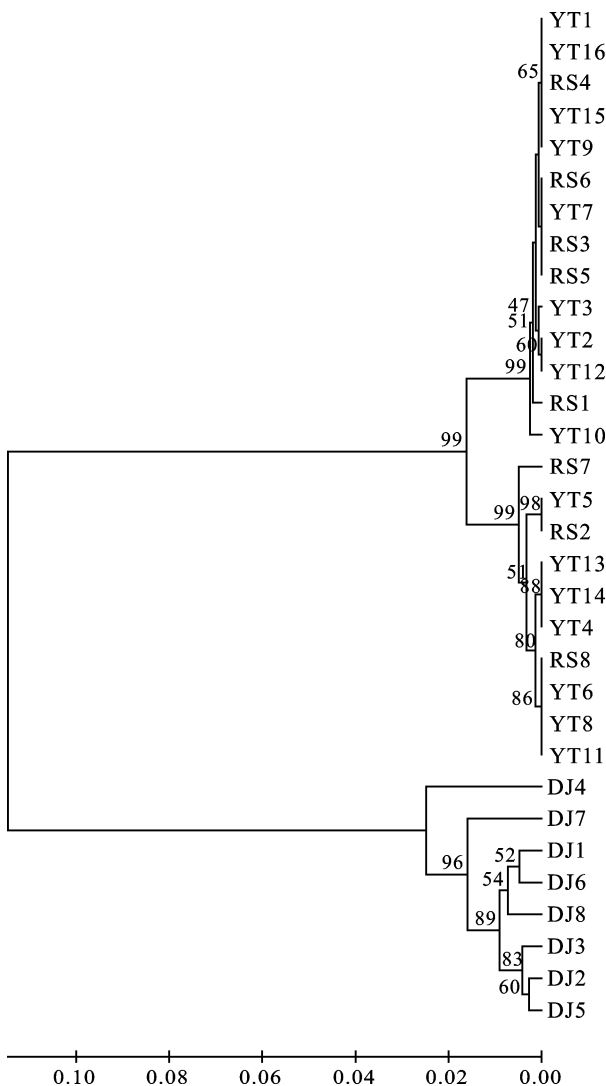 YT1
YT16
65
RS4
YT15
YT9
RS6
YT7
RS3
RS5
47
YT3
51
YT2
60
99
YT12
RS1
YT10
99
RS7
98
YT5
99
RS2
YT13
51
88
YT14
YT4
80
RS8
YT6
86
YT8
YT11
DJ4
DJ7
52
DJ1
96
54
DJ6
89
DJ8
DJ3
83
DJ2
60
DJ5
0.10 0.08 0.06 0.04 0.02 0.00